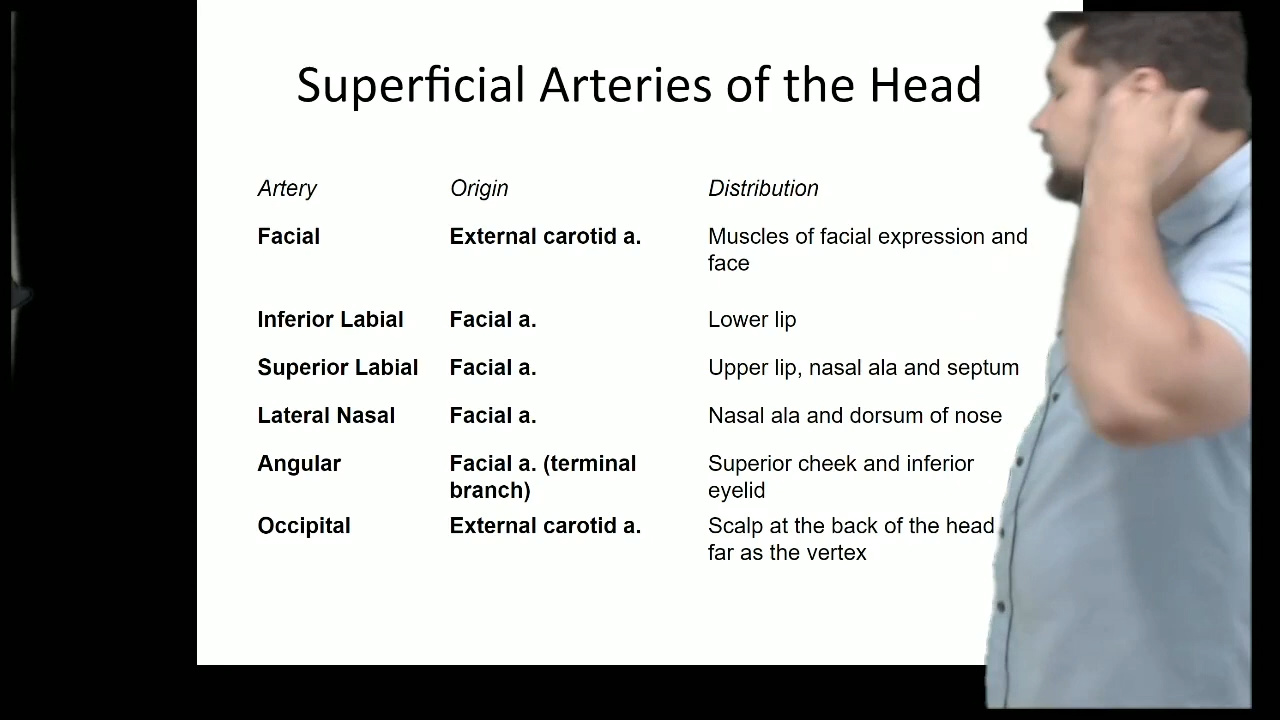 Superficial Arteries of the Head
Artery Origin Distribution
Facial External carotid a. Muscles of facial expression and
face
Inferior Labial Facial a. Lower lip
Superior Labial Facial a. Upper lip, nasal ala and septum
Lateral Nasal Facial a. Nasal ala and dorsum of nose
Angular Facial a. (terminal Superior cheek and inferior
branch) eyelid
Occipital External carotid a. Scalp at the back of the head
far as the vertex